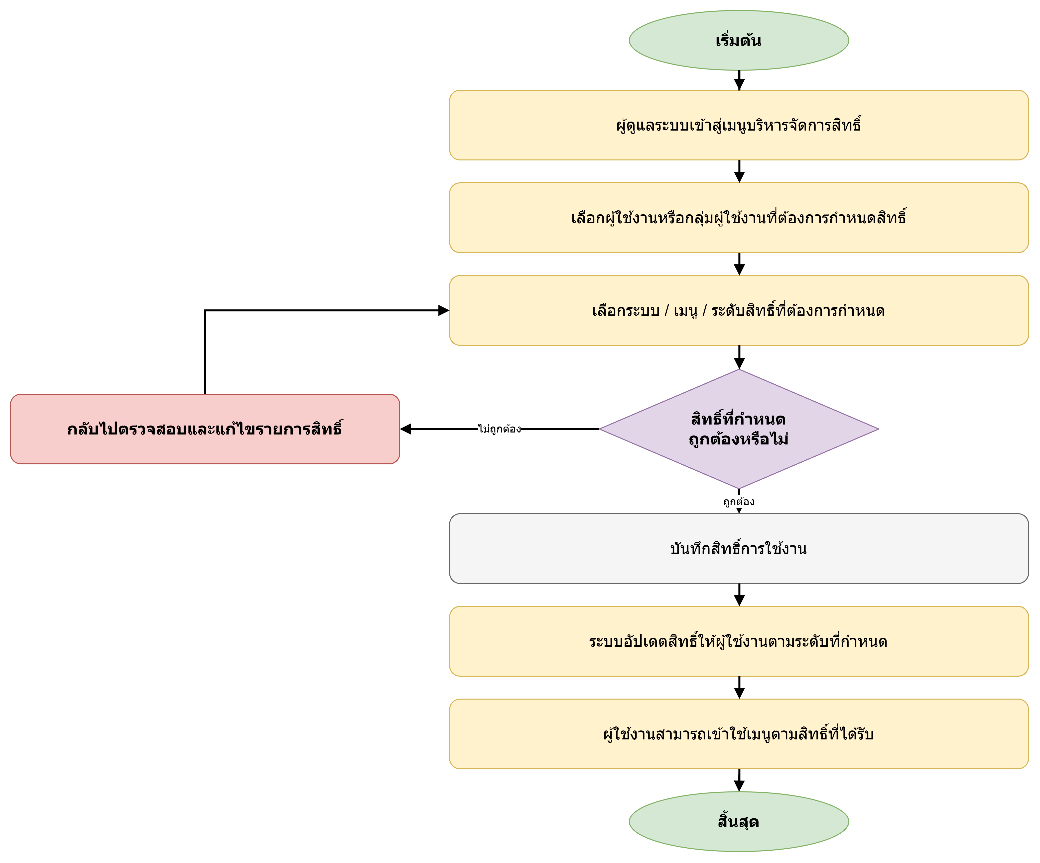 เริ่มต้น
ผู้ดูแลระบบเข้าสู่เมนูบริหารจัดการสิทธิ์
เลือกผู้ใช้งานหรือกลุ่มผู้ใช้งานที่ต้องการกำหนดสิทธิ์
เลือกระบบ / เมนู / ระดับสิทธิ์ที่ต้องการกำหนด
สิทธิ์ที่กำหนด
ถูกต้องหรือไม่
ไม่ถูกต้อง
กลับไปตรวจสอบและแก้ไขรายการสิทธิ์
ถูกต้อง
บันทึกสิทธิ์การใช้งาน
ระบบอัปเดตสิทธิ์ให้ผู้ใช้งานตามระดับที่กำหนด
ผู้ใช้งานสามารถเข้าใช้เมนูตามสิทธิ์ที่ได้รับ
สิ้นสุด